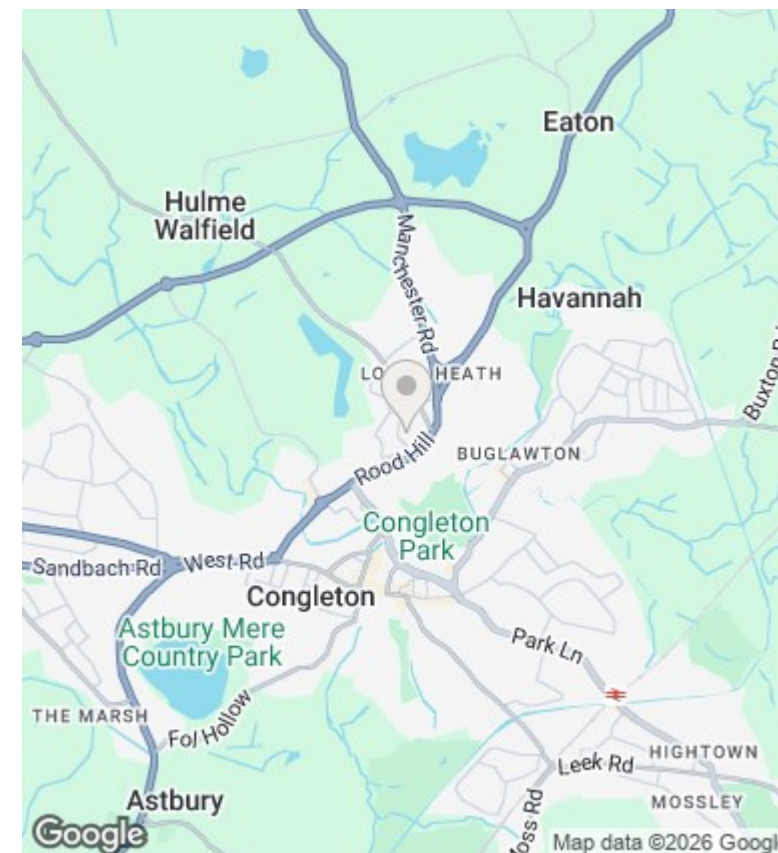 Eaton
Hulme
Walfield
Manchester Rd
Havannah
HEATH
Buxton
Rood Hill
BUGLAWTON
Congleton
Park
Sandbach Rd
West Rd
Congleton
Astbury Mere
Country Park
Park Ln
THE MARSH
Fol Hollow
HIGHTOWN
Leek Rd
Astbury
MOSSLEY
Rd
Google
Map data ©2026 Googl